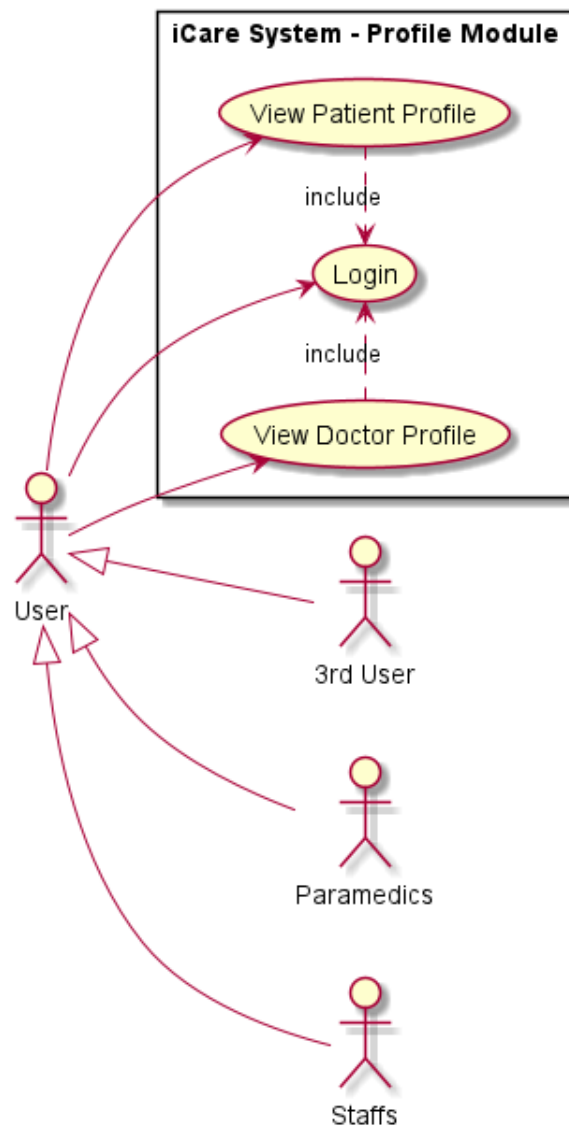 iCare System - Profile Module
View Patient Profile
include
Login
include
View Doctor Profile
User
3rd User
Paramedics
Staffs